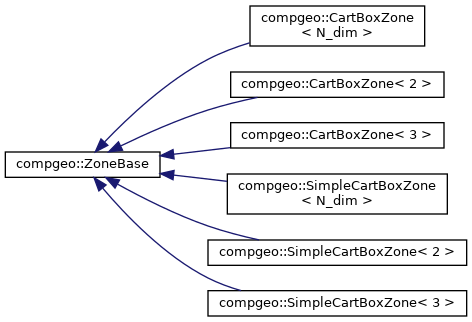 compgeo::CartBoxZone
< N_dim >
compgeo::CartBoxZone< 2 >
compgeo::CartBoxZone< 3 >
compgeo::ZoneBase
compgeo::SimpleCartBoxZone
< N_dim >
compgeo::SimpleCartBoxZone< 2 >
compgeo::SimpleCartBoxZone< 3 >